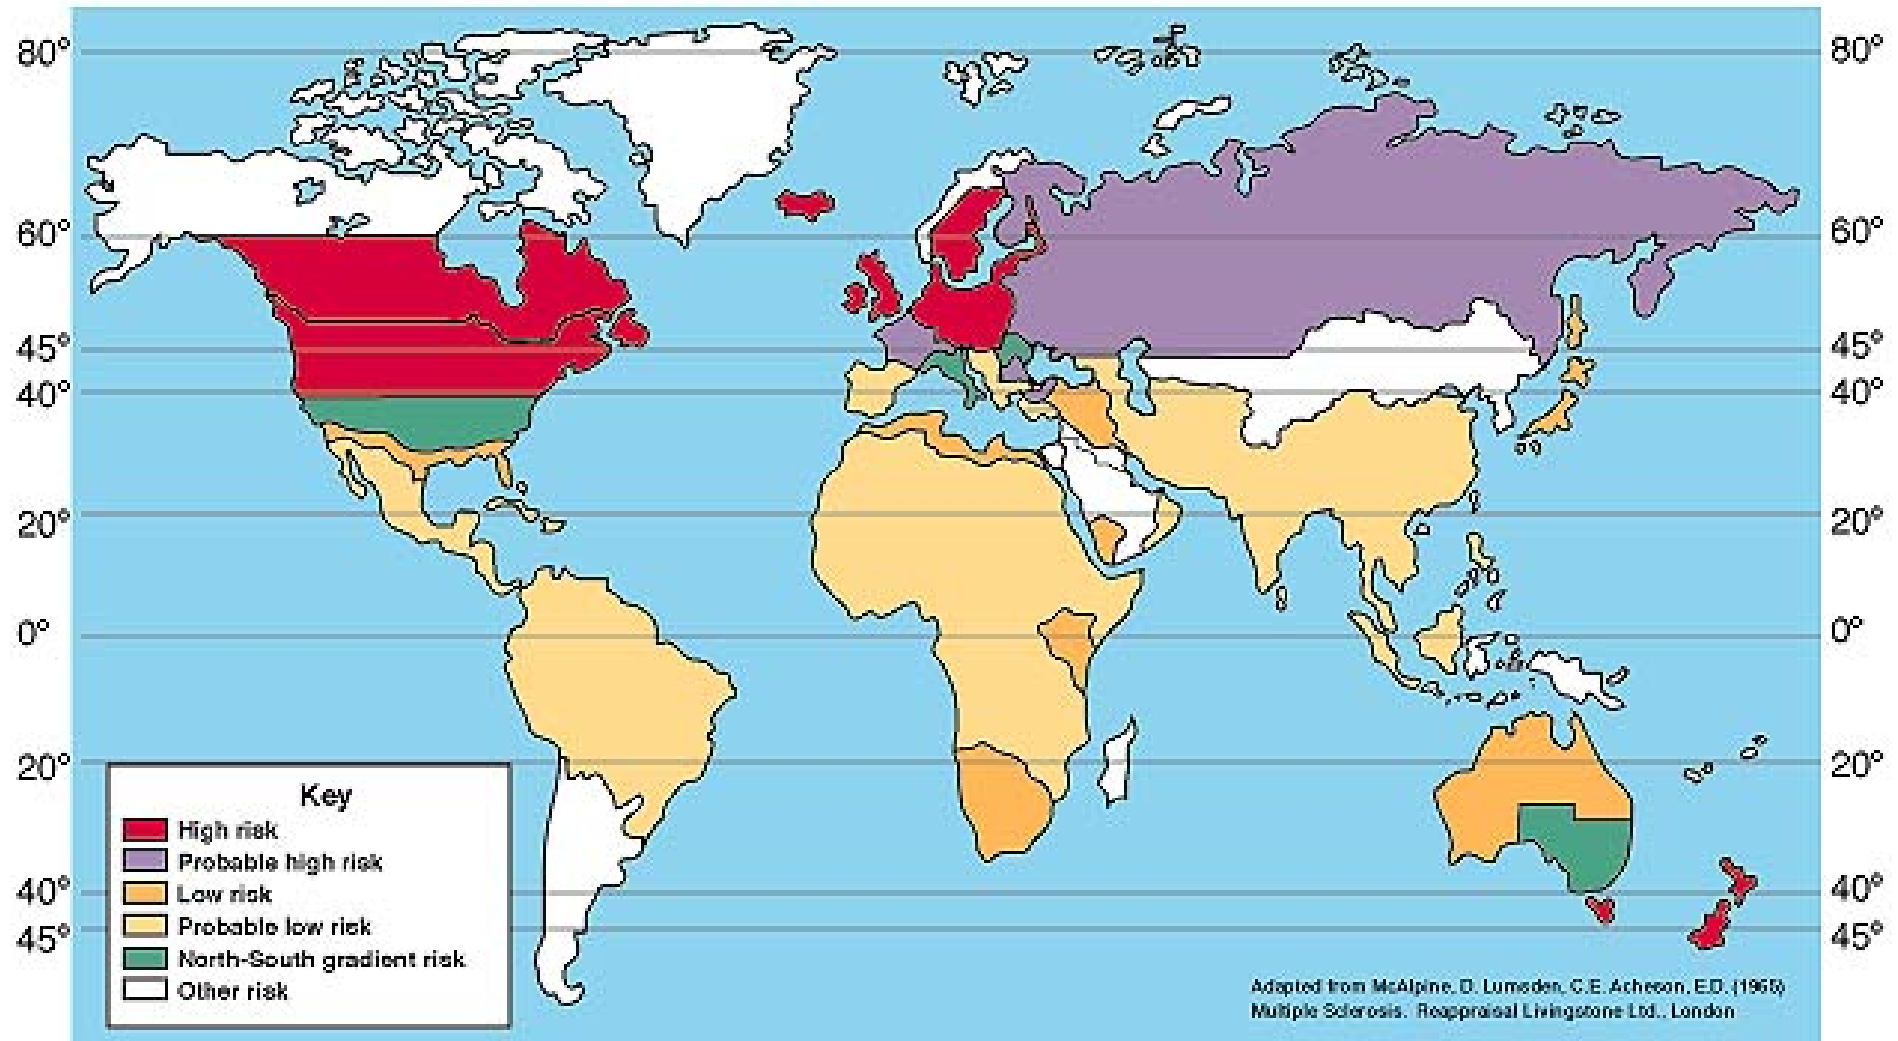 80°
80°
60°
60°
45°
45°
40°
40°
20°
20°
0°
0°
20°
20°
40°
40°
45°
45°
Key
High risk
Probable high risk
Low risk
Probable low risk
North-South gradient risk
Other risk
Adapted from McAlpine, D. Lumsden, C.E. Acheson, E.D. (1965)
Multiple Sclerosis. Reappraisal Livingstone Ltd., London